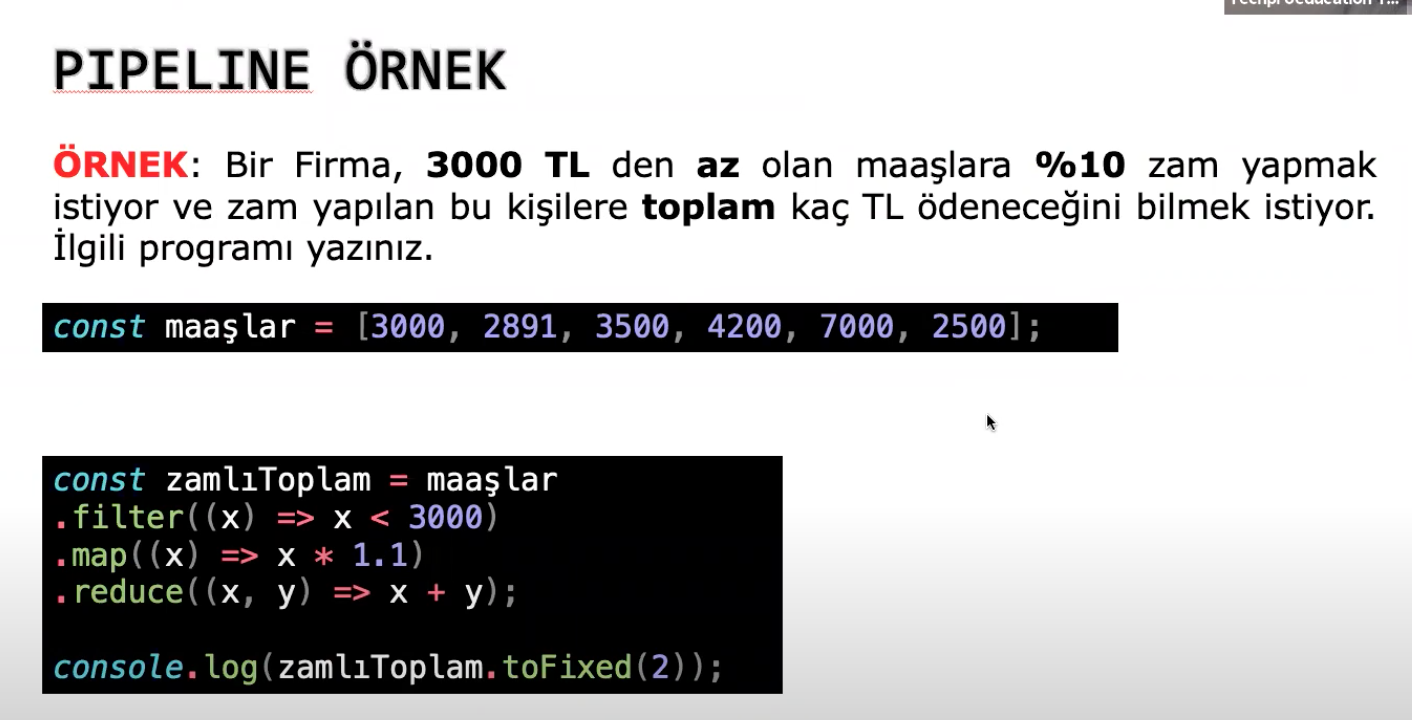 PIPELINE ÖRNEK
ÖRNEK: Bir Firma, 3000 TL den az olan maaşlara %10 zam yapmak
istiyor ve zam yapılan bu kişilere toplam kaç TL ödeneceğini bilmek istiyor.
İlgili programı yazınız.
const maaşlar = [3000, 2891, 3500, 4200, 7000, 2500];
const zamlıToplam = maaşlar
.filter((x) => x < 3000)
.map((x) => x * 1.1)
.reduce((x, y) => x + y);
console.log(zamlıToplam.toFixed(2));